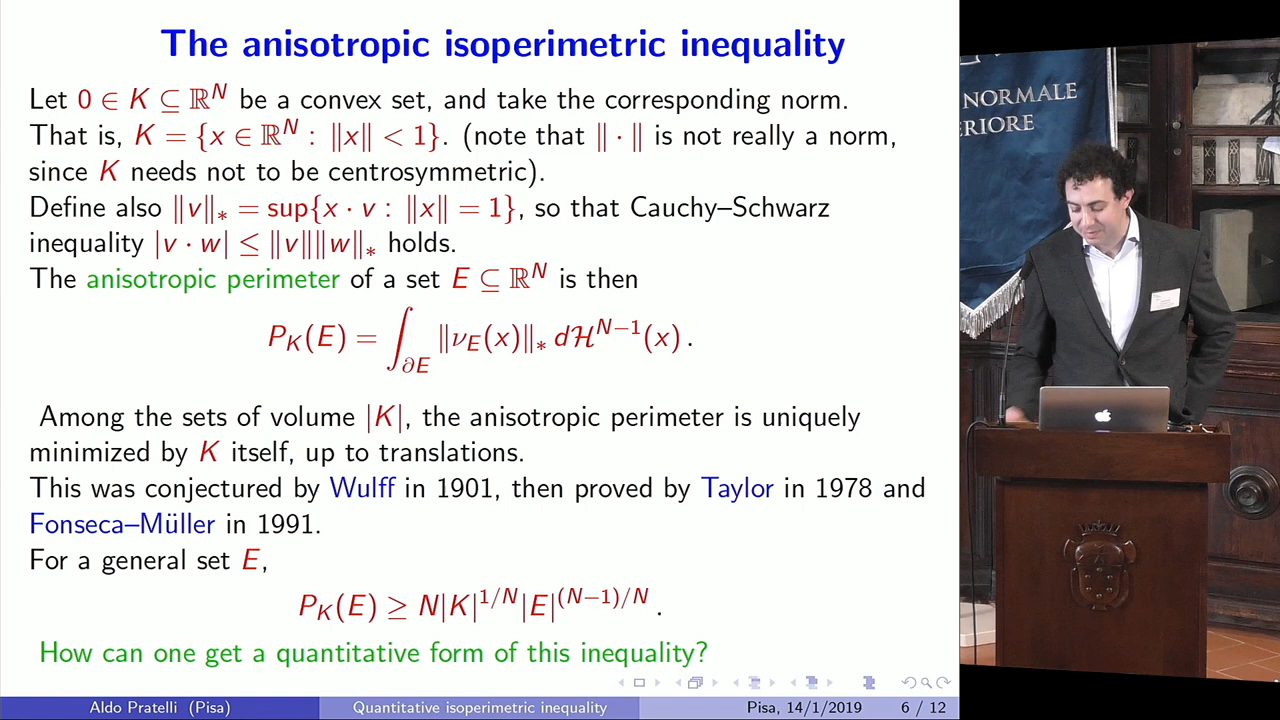 The anisotropic isoperimetric inequality
Let 0 ∈ K ⊆ ℝ^N be a convex set, and take the corresponding norm.
That is, K = {x ∈ ℝ^N : ‖x‖ < 1}. (note that ‖ · ‖ is not really a norm,
since K needs not to be centrosymmetric).
Define also ‖v‖_* = sup{x · v : ‖x‖ = 1}, so that Cauchy–Schwarz
inequality |v · w| ≤ ‖v‖‖w‖_* holds.
The anisotropic perimeter of a set E ⊆ ℝ^N is then
P_K(E) = ∫_{∂E} ‖ν_E(x)‖_* dℋ^{N−1}(x) .
Among the sets of volume |K|, the anisotropic perimeter is uniquely
minimized by K itself, up to translations.
This was conjectured by Wulff in 1901, then proved by Taylor in 1978 and
Fonseca–Müller in 1991.
For a general set E,
P_K(E) ≥ N|K|^{1/N}|E|^{(N−1)/N} .
How can one get a quantitative form of this inequality?
Aldo Pratelli (Pisa) Quantitative isoperimetric inequality Pisa, 14/1/2019 6 / 12
NORMALE
ERIORE